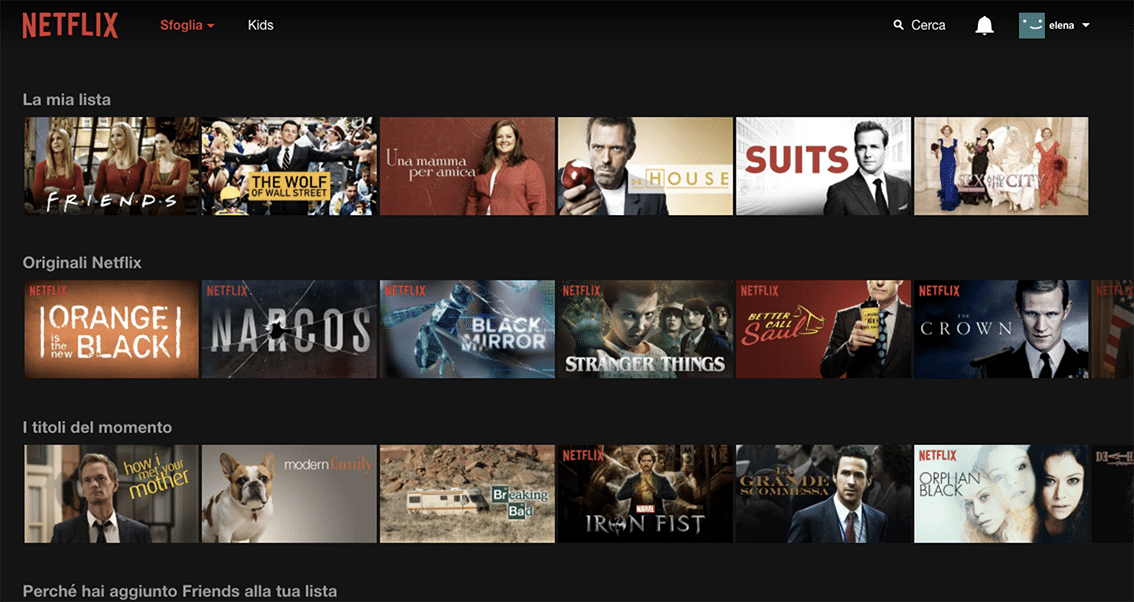 NETFLIX
Sfoglia
Kids
Cerca
elena
La mia lista
F·R·I·E·N·D·S
THE WOLF
OF WALL STREET
Una mamma
per amica
DR. HOUSE
SUITS
SEX AND
THE CITY
Originali Netflix
NETFLIX
ORANGE
is the new
BLACK
NETFLIX
NARCOS
NETFLIX
BLACK
MIRROR
NETFLIX
STRANGER THINGS
NETFLIX
BETTER
CALL
Saul
NETFLIX
THE
CROWN
I titoli del momento
how i
met your
mother
modern family
Breaking
Bad
NETFLIX
MARVEL
IRON FIST
LA
GRANDE
SCOMMESSA
NETFLIX
ORPHAN
BLACK
Perché hai aggiunto Friends alla tua lista